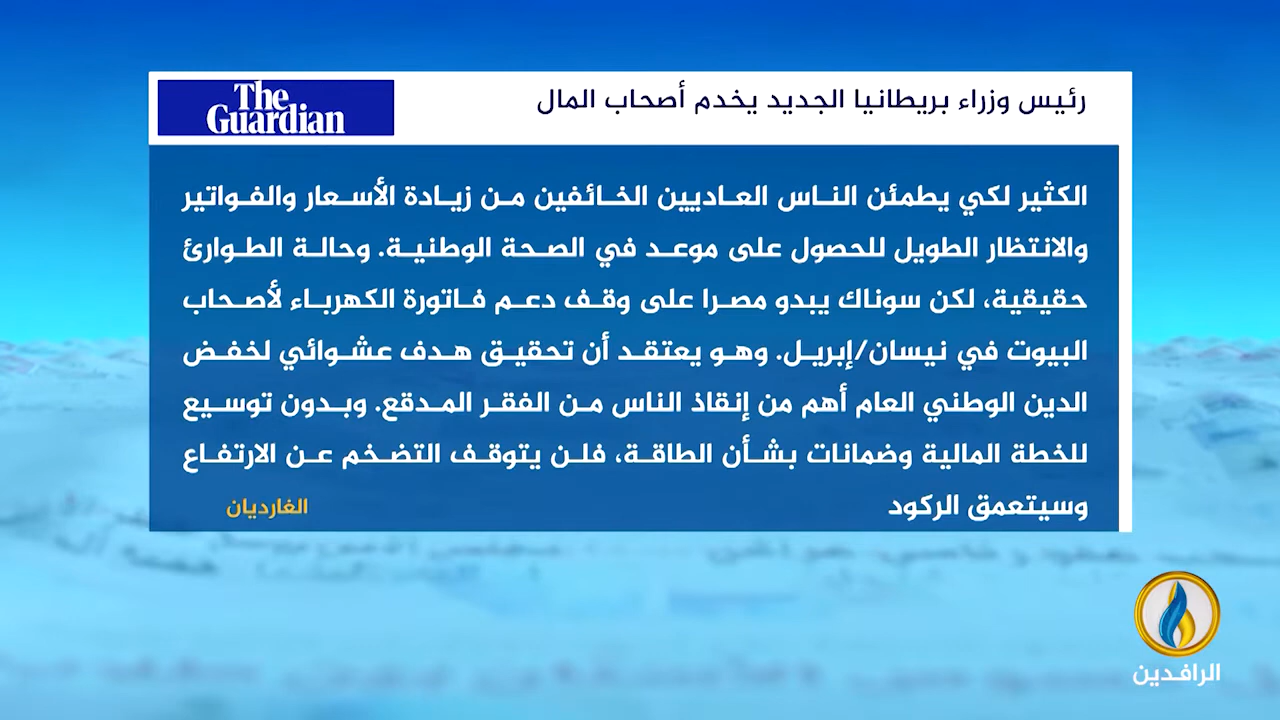 The
Guardian
رئيس وزراء بريطانيا الجديد يخدم أصحاب المال
الكثير لكي يطمئن الناس العاديين الخائفين من زيادة الأسعار والفواتير
والانتظار الطويل للحصول على موعد في الصحة الوطنية. وحالة الطوارئ
حقيقية، لكن سوناك يبدو مصرا على وقف دعم فاتورة الكهرباء لأصحاب
البيوت في نيسان/إبريل. وهو يعتقد أن تحقيق هدف عشوائي لخفض
الدين الوطني العام أهم من إنقاذ الناس من الفقر المدقع. وبدون توسيع
للخطة المالية وضمانات بشأن الطاقة، فلن يتوقف التضخم عن الارتفاع
وسيتعمق الركود
الغارديان
الرافدين